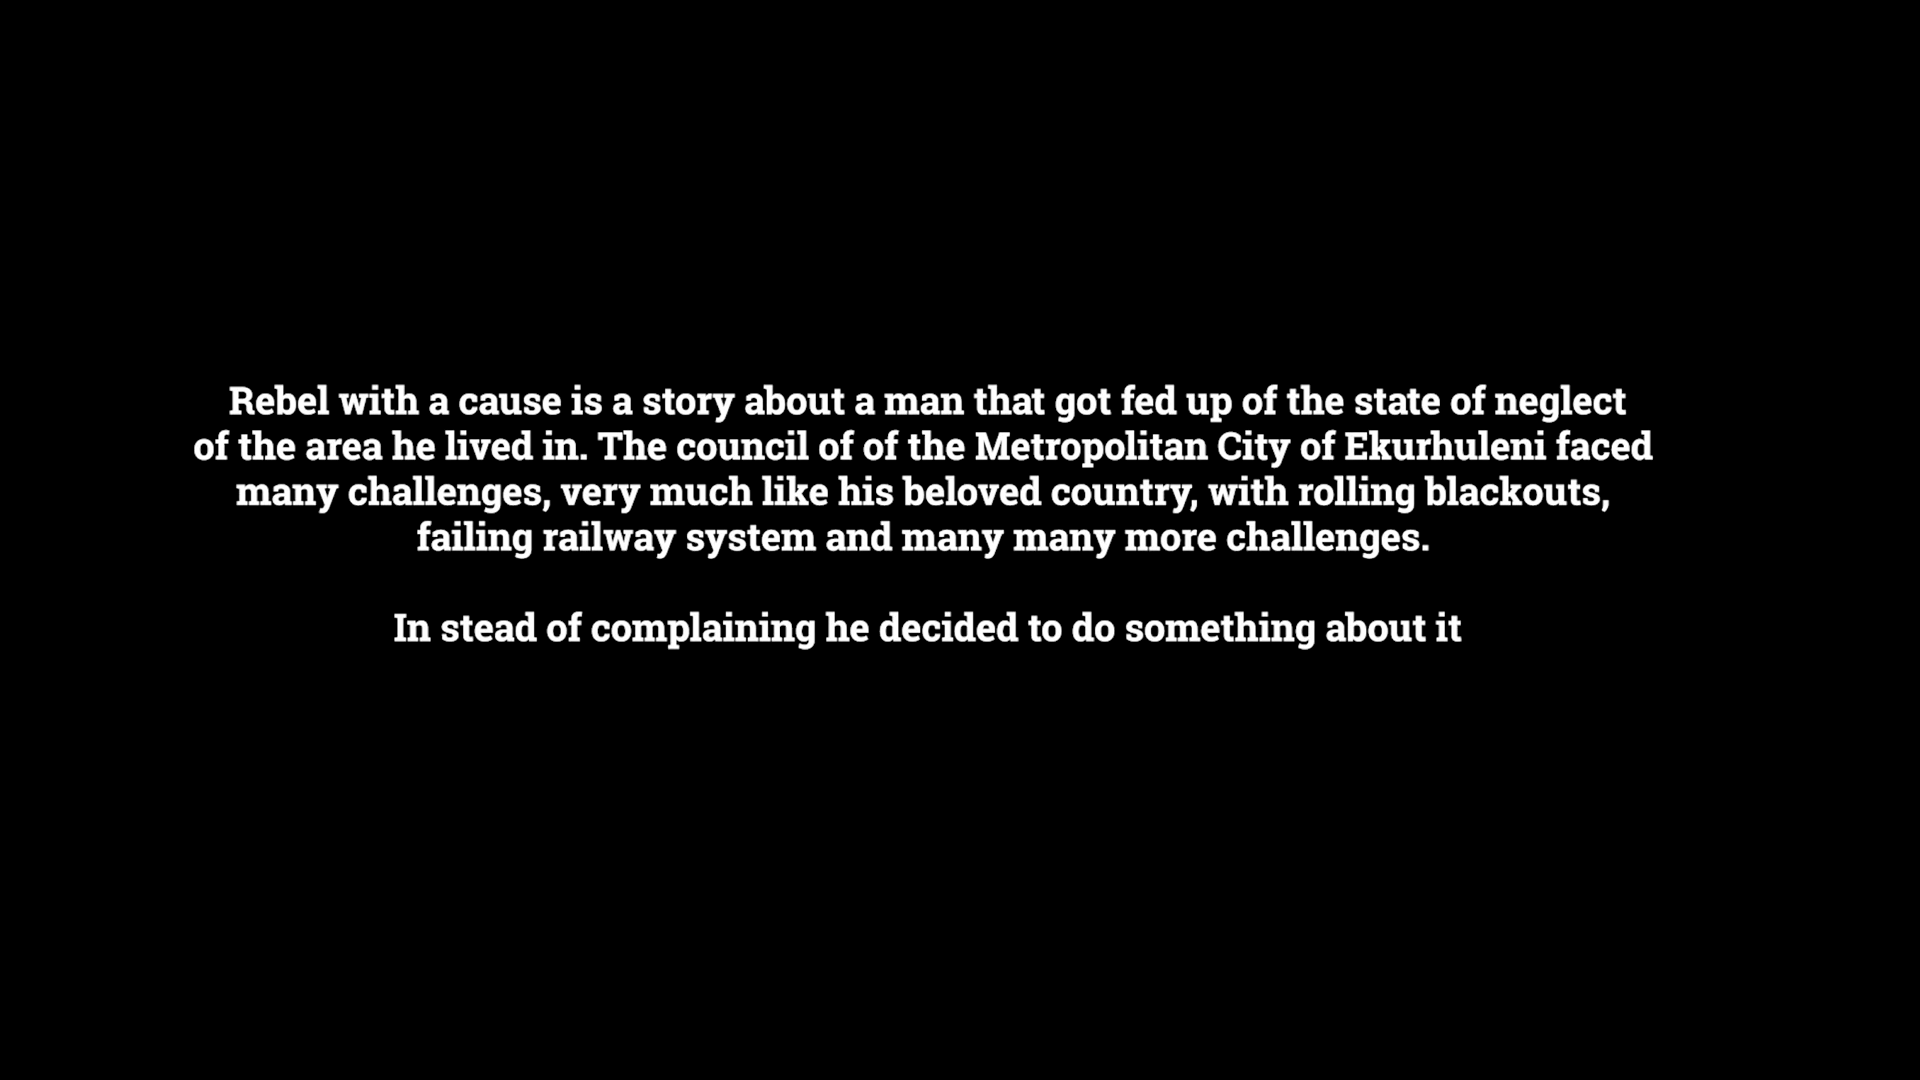 Rebel with a cause is a story about a man that got fed up of the state of neglect
of the area he lived in. The council of of the Metropolitan City of Ekurhuleni faced
many challenges, very much like his beloved country, with rolling blackouts,
failing railway system and many many more challenges.
In stead of complaining he decided to do something about it